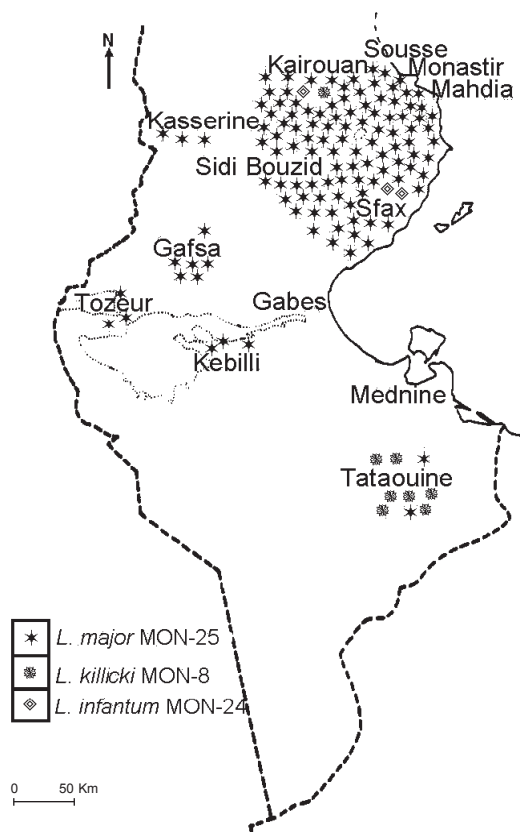 N
Sousse
Kairouan
Monastir
Mahdia
Kasserine
Sidi Bouzid
Sfax
Gafsa
Tozeur
Gabes
Kebilli
Mednine
Tataouine
L. major MON-25
L. killicki MON-8
L. infantum MON-24
0 50 Km